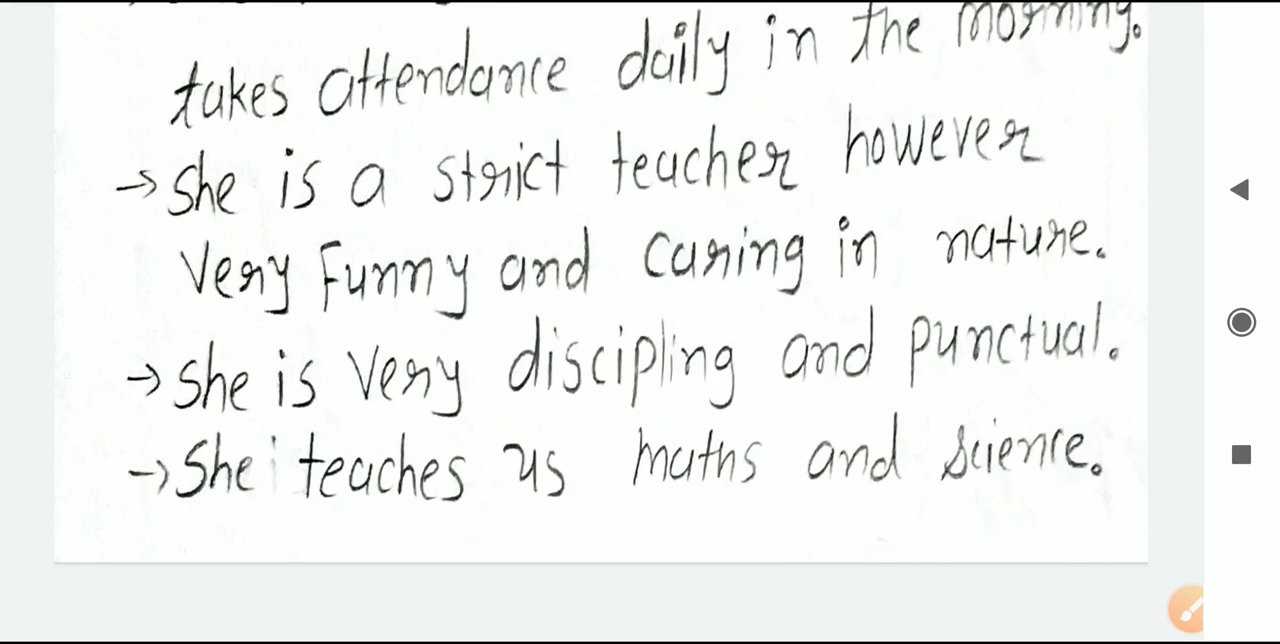 takes attendance daily in the morning.
→ She is a strict teacher however
Very Funny and Caring in nature.
→ She is very discipling and punctual.
→ She teaches us maths and science.